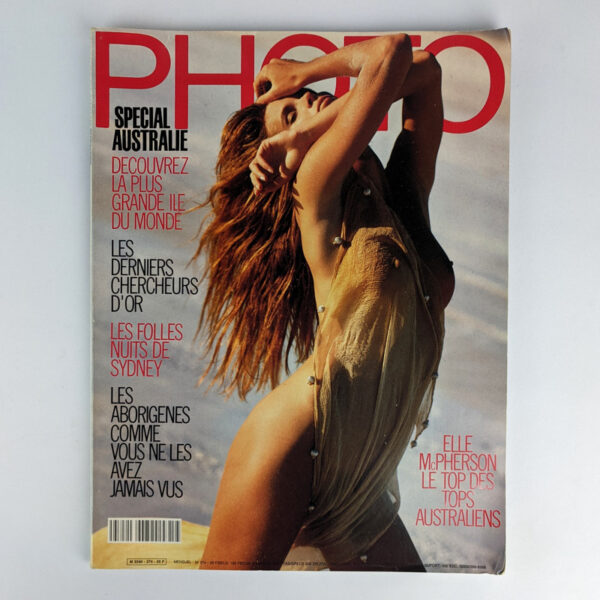 PHOTO
SPECIAL
AUSTRALIE
DECOUVREZ
LA PLUS
GRANDE ILE
DU MONDE
LES
DERNIERS
CHERCHEURS
D'OR
LES FOLLES
NUITS DE
SYDNEY
LES
ABORIGENES
COMME
VOUS NE LES
AVEZ
JAMAIS VUS
ELLE
McPHERSON
LE TOP DES
TOPS
AUSTRALIENS